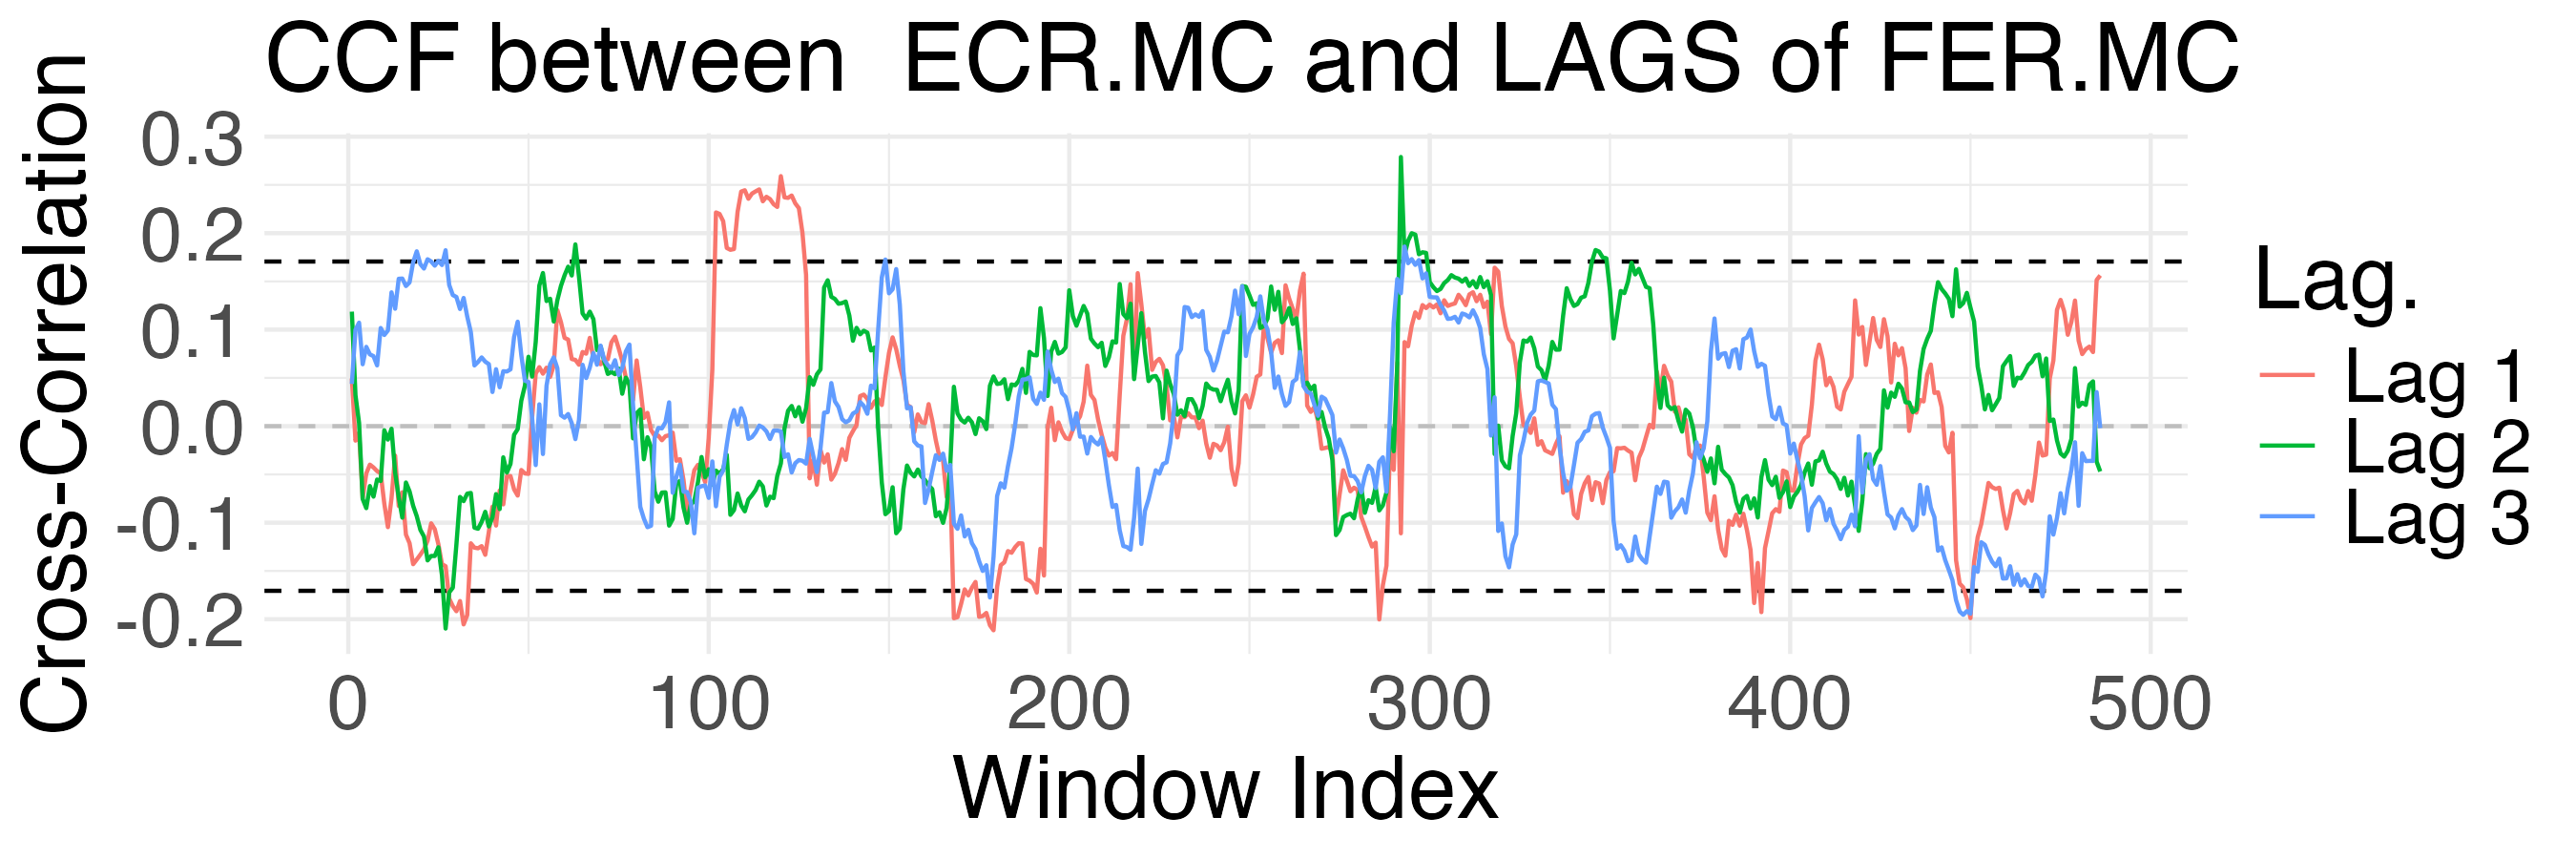 CCF between  ECR.MC and LAGS of FER.MC
Cross-Correlation
0.3
0.2
0.1
0.0
-0.1
-0.2
0 100 200 300 400 500
Window Index
Lag.
Lag 1
Lag 2
Lag 3